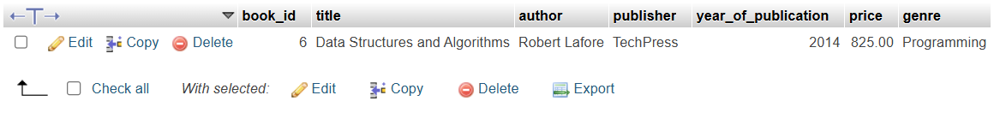 book_id title author publisher year_of_publication price genre
Edit Copy Delete 6 Data Structures and Algorithms Robert Lafore TechPress 2014 825.00 Programming
Check all With selected: Edit Copy Delete Export